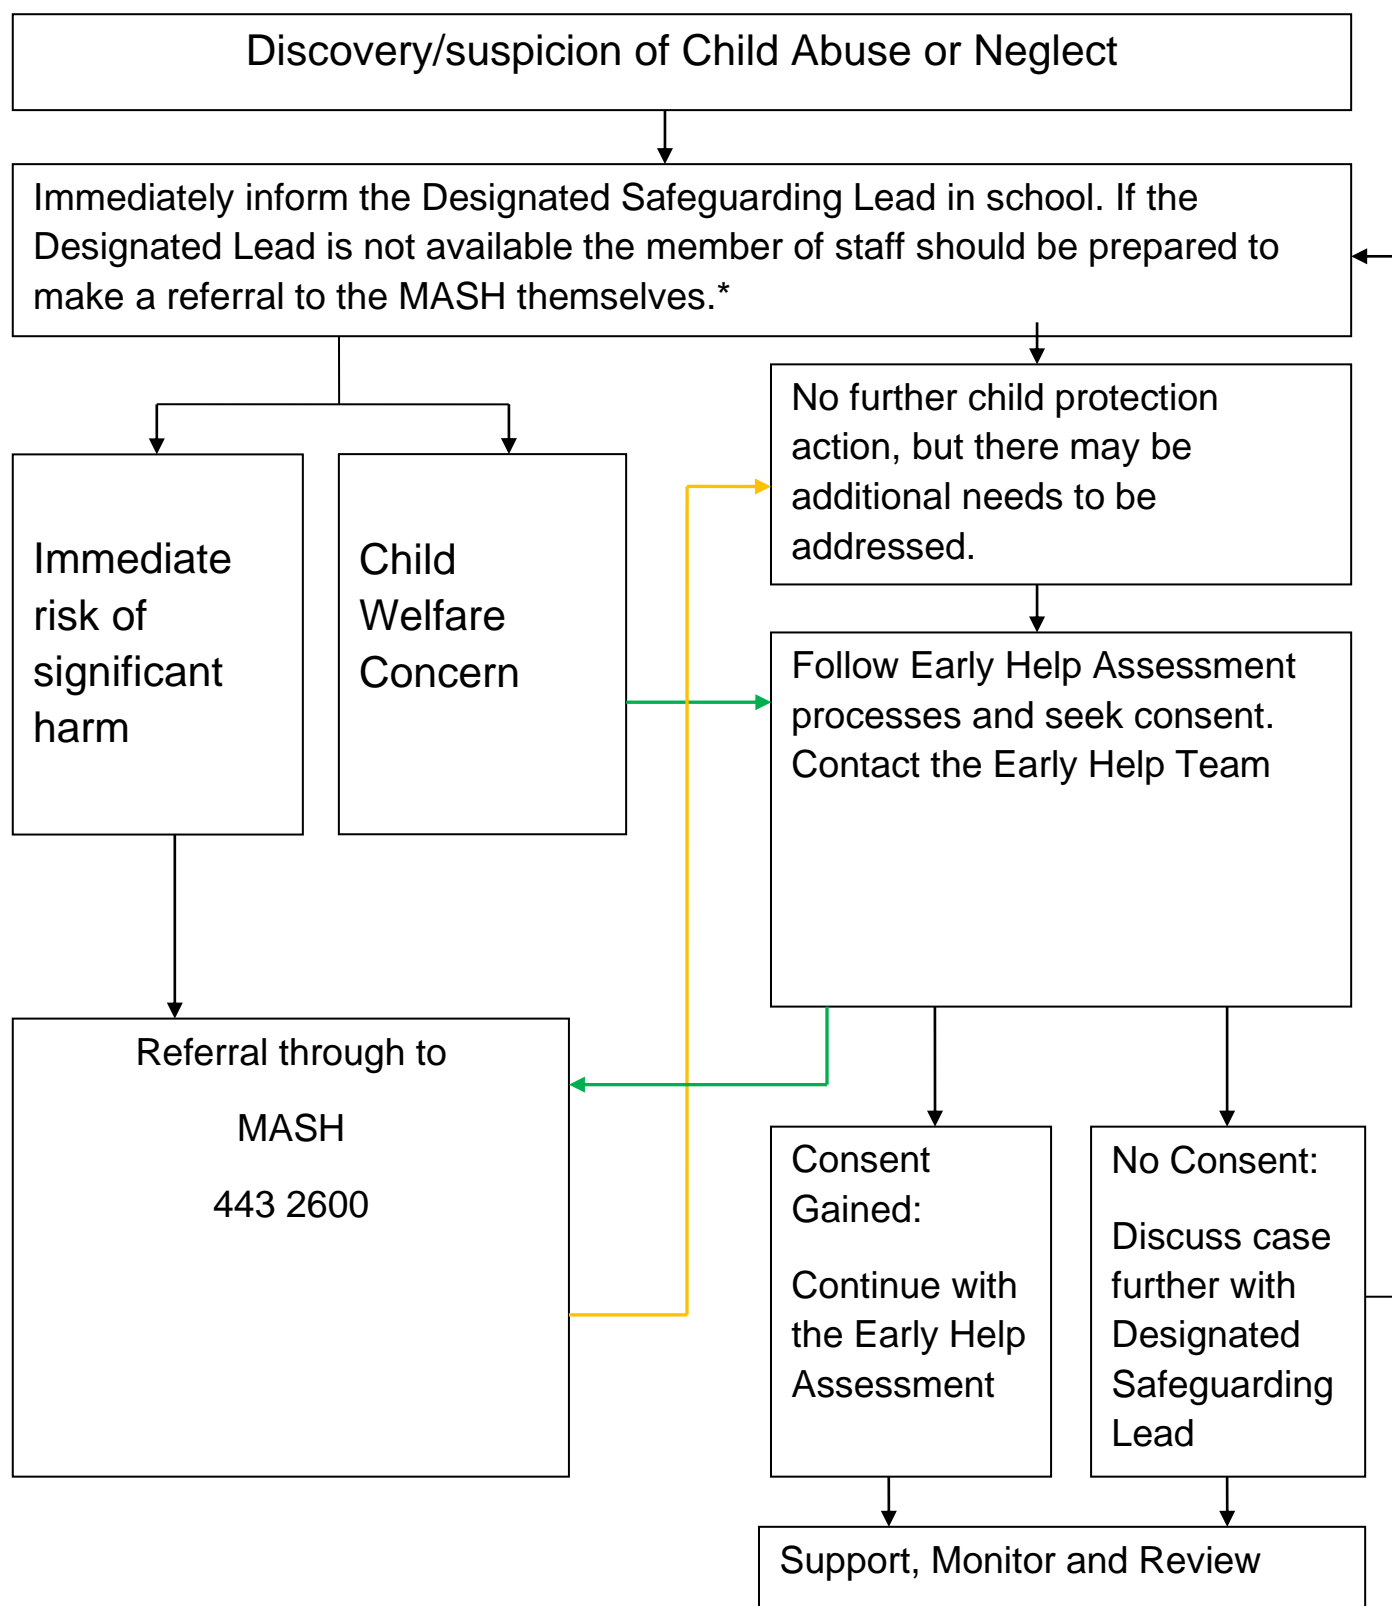 Discovery/suspicion of Child Abuse or Neglect
Immediately inform the Designated Safeguarding Lead in school. If the
Designated Lead is not available the member of staff should be prepared to
make a referral to the MASH themselves.*
No further child protection
action, but there may be
additional needs to be
addressed.
Immediate
risk of
significant
harm
Child
Welfare
Concern
Follow Early Help Assessment
processes and seek consent.
Contact the Early Help Team
Referral through to
MASH
443 2600
Consent
Gained:
Continue with
the Early Help
Assessment
No Consent:
Discuss case
further with
Designated
Safeguarding
Lead
Support, Monitor and Review